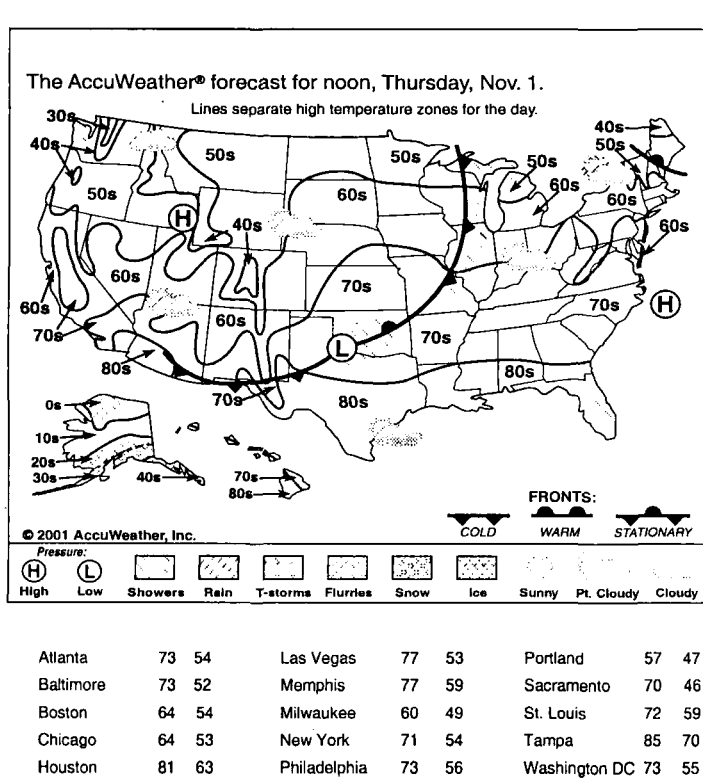 The AccuWeather® forecast for noon, Thursday, Nov. 1.
Lines separate high temperature zones for the day.
30s
40s
50s
50s
50s
50s
60s
40s
60s
50s
40s
50s
60s
60s
60s
70s
60s
70s
80s
70s
70s
80s
80s
70s
H
H
L
0s
10s
20s
30s
40s
70s
80s
FRONTS:
COLD WARM STATIONARY
© 2001 AccuWeather, Inc.
Pressure:
H L
High Low Showers Rain T-storms Flurries Snow Ice Sunny Pt. Cloudy Cloudy
Atlanta 73 54 Las Vegas 77 53 Portland 57 47
Baltimore 73 52 Memphis 77 59 Sacramento 70 46
Boston 64 54 Milwaukee 60 49 St. Louis 72 59
Chicago 64 53 New York 71 54 Tampa 85 70
Houston 81 63 Philadelphia 73 56 Washington DC 73 55